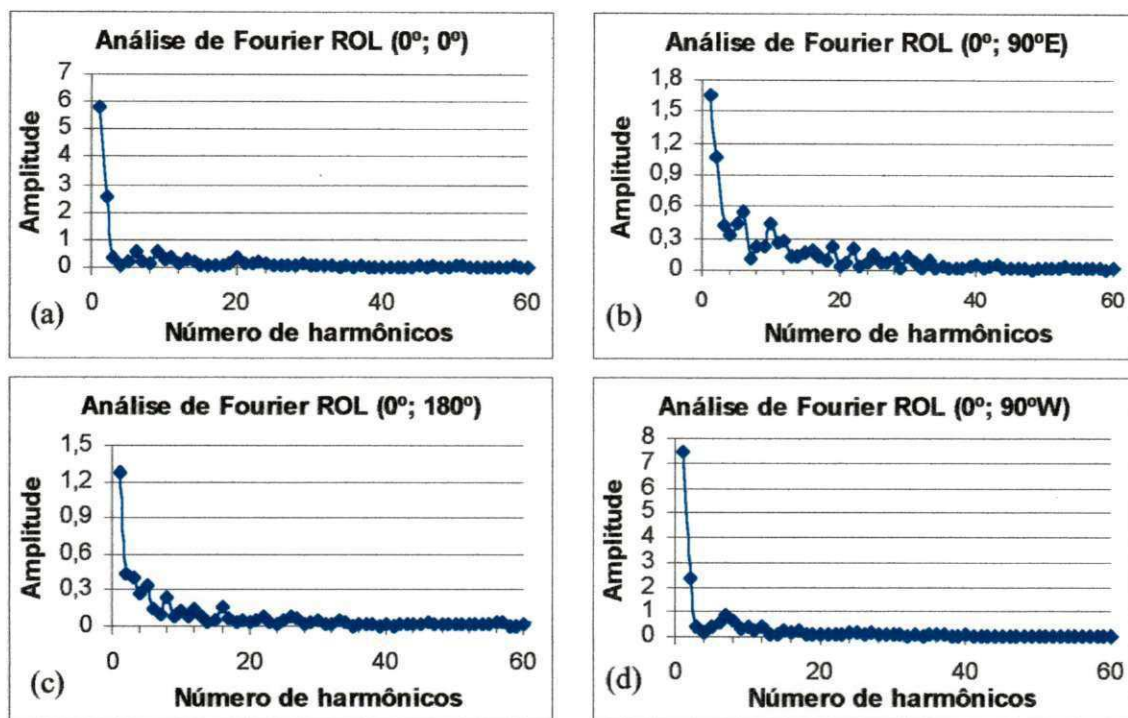 Análise de Fourier ROL (0º; 0º)
7
6
5
4
3
2
1
0
Amplitude
0
20
40
60
Número de harmônicos
(a)
Análise de Fourier ROL (0º; 90ºE)
1,8
1,5
1,2
0,9
0,6
0,3
0
Amplitude
0
20
40
60
Número de harmônicos
(b)
Análise de Fourier ROL (0º; 180º)
1,5
1,2
0,9
0,6
0,3
0
Amplitude
0
20
40
60
Número de harmônicos
(c)
Análise de Fourier ROL (0º; 90ºW)
8
7
6
5
4
3
2
1
0
Amplitude
0
20
40
60
Número de harmônicos
(d)